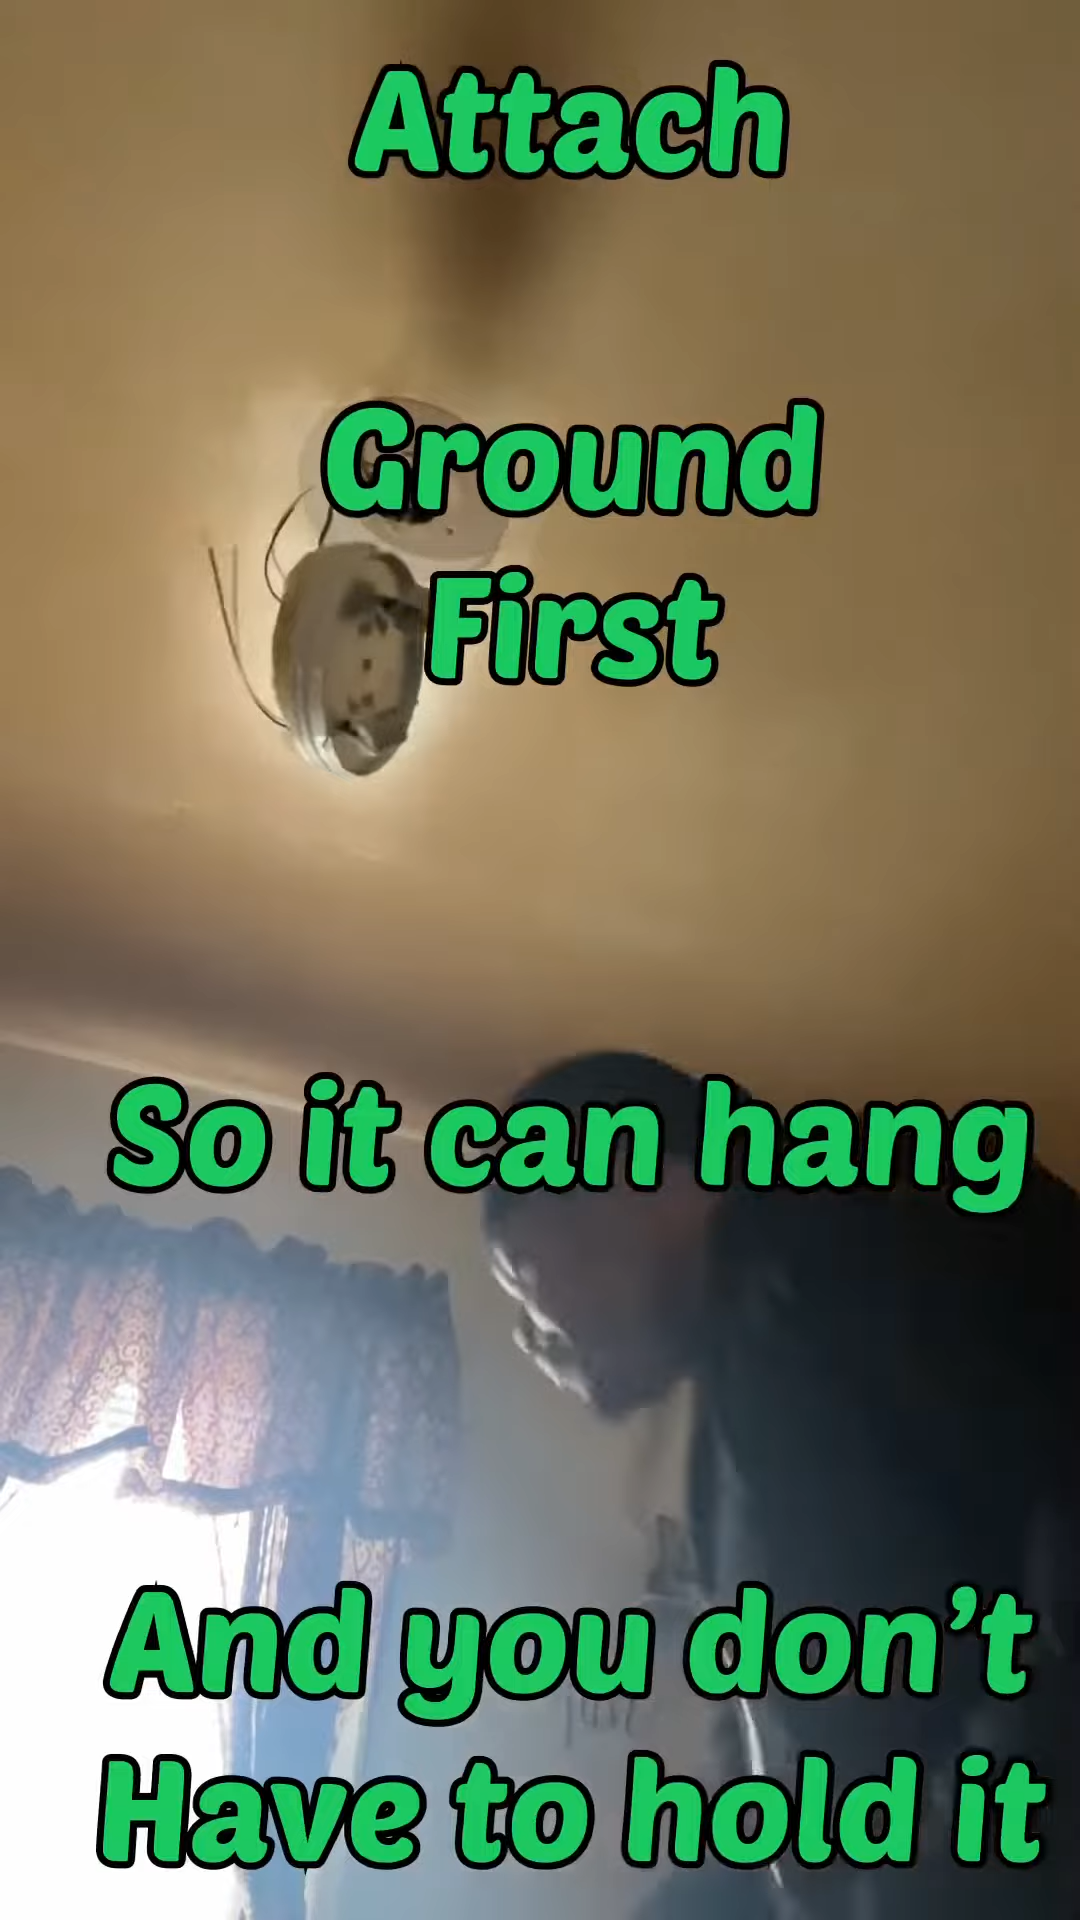 Attach
Ground
First
So it can hang
And you don’t
Have to hold it